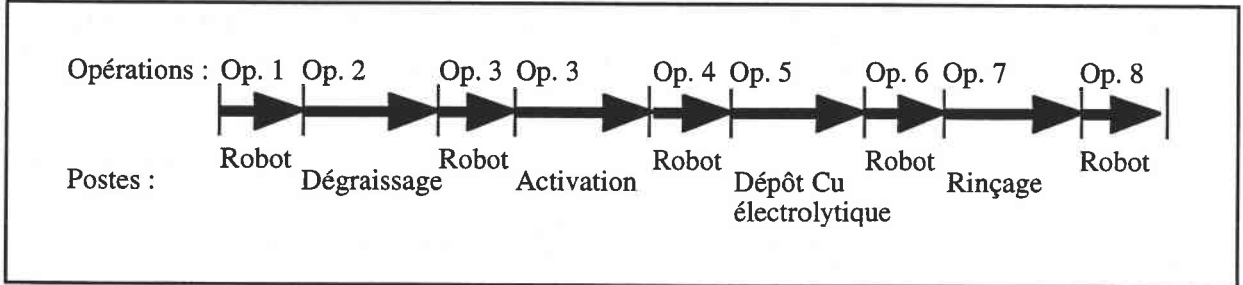 Opérations : Op. 1 Op. 2 Op. 3 Op. 3 Op. 4 Op. 5 Op. 6 Op. 7 Op. 8
Robot Robot Robot Robot Robot
Postes : Dégraissage Activation Dépôt Cu Rinçage
électrolytique